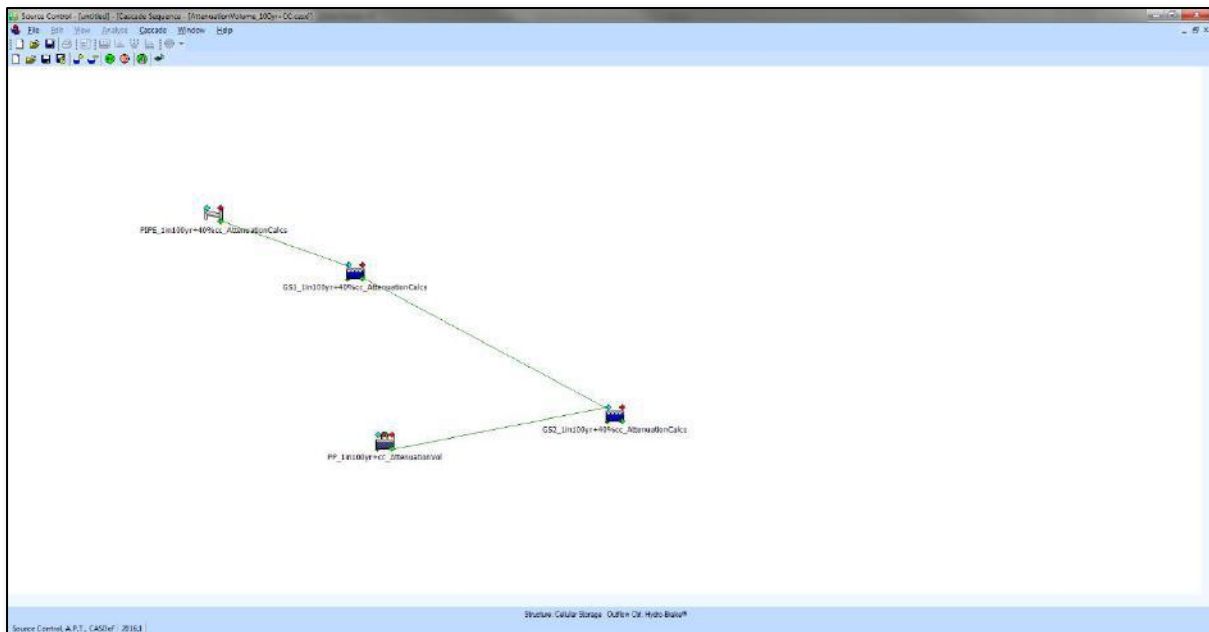 Source Control - [untitled] - [Cascade Sequence - [AttenuationVolume_100yr+CC.casx*]
File Edit View Analyse Cascade Window Help
PIPE_1in100yr+40%cc_AttenuationCalcs
GS1_1in100yr+40%cc_AttenuationCalcs
GS2_1in100yr+40%cc_AttenuationCalcs
PP_1in100yr+cc_AttenuationVol
Structure: Cellular Storage Outflow Ctrl: Hydro-Brake®
Source Control, A.P.T., CASDef 2016.1